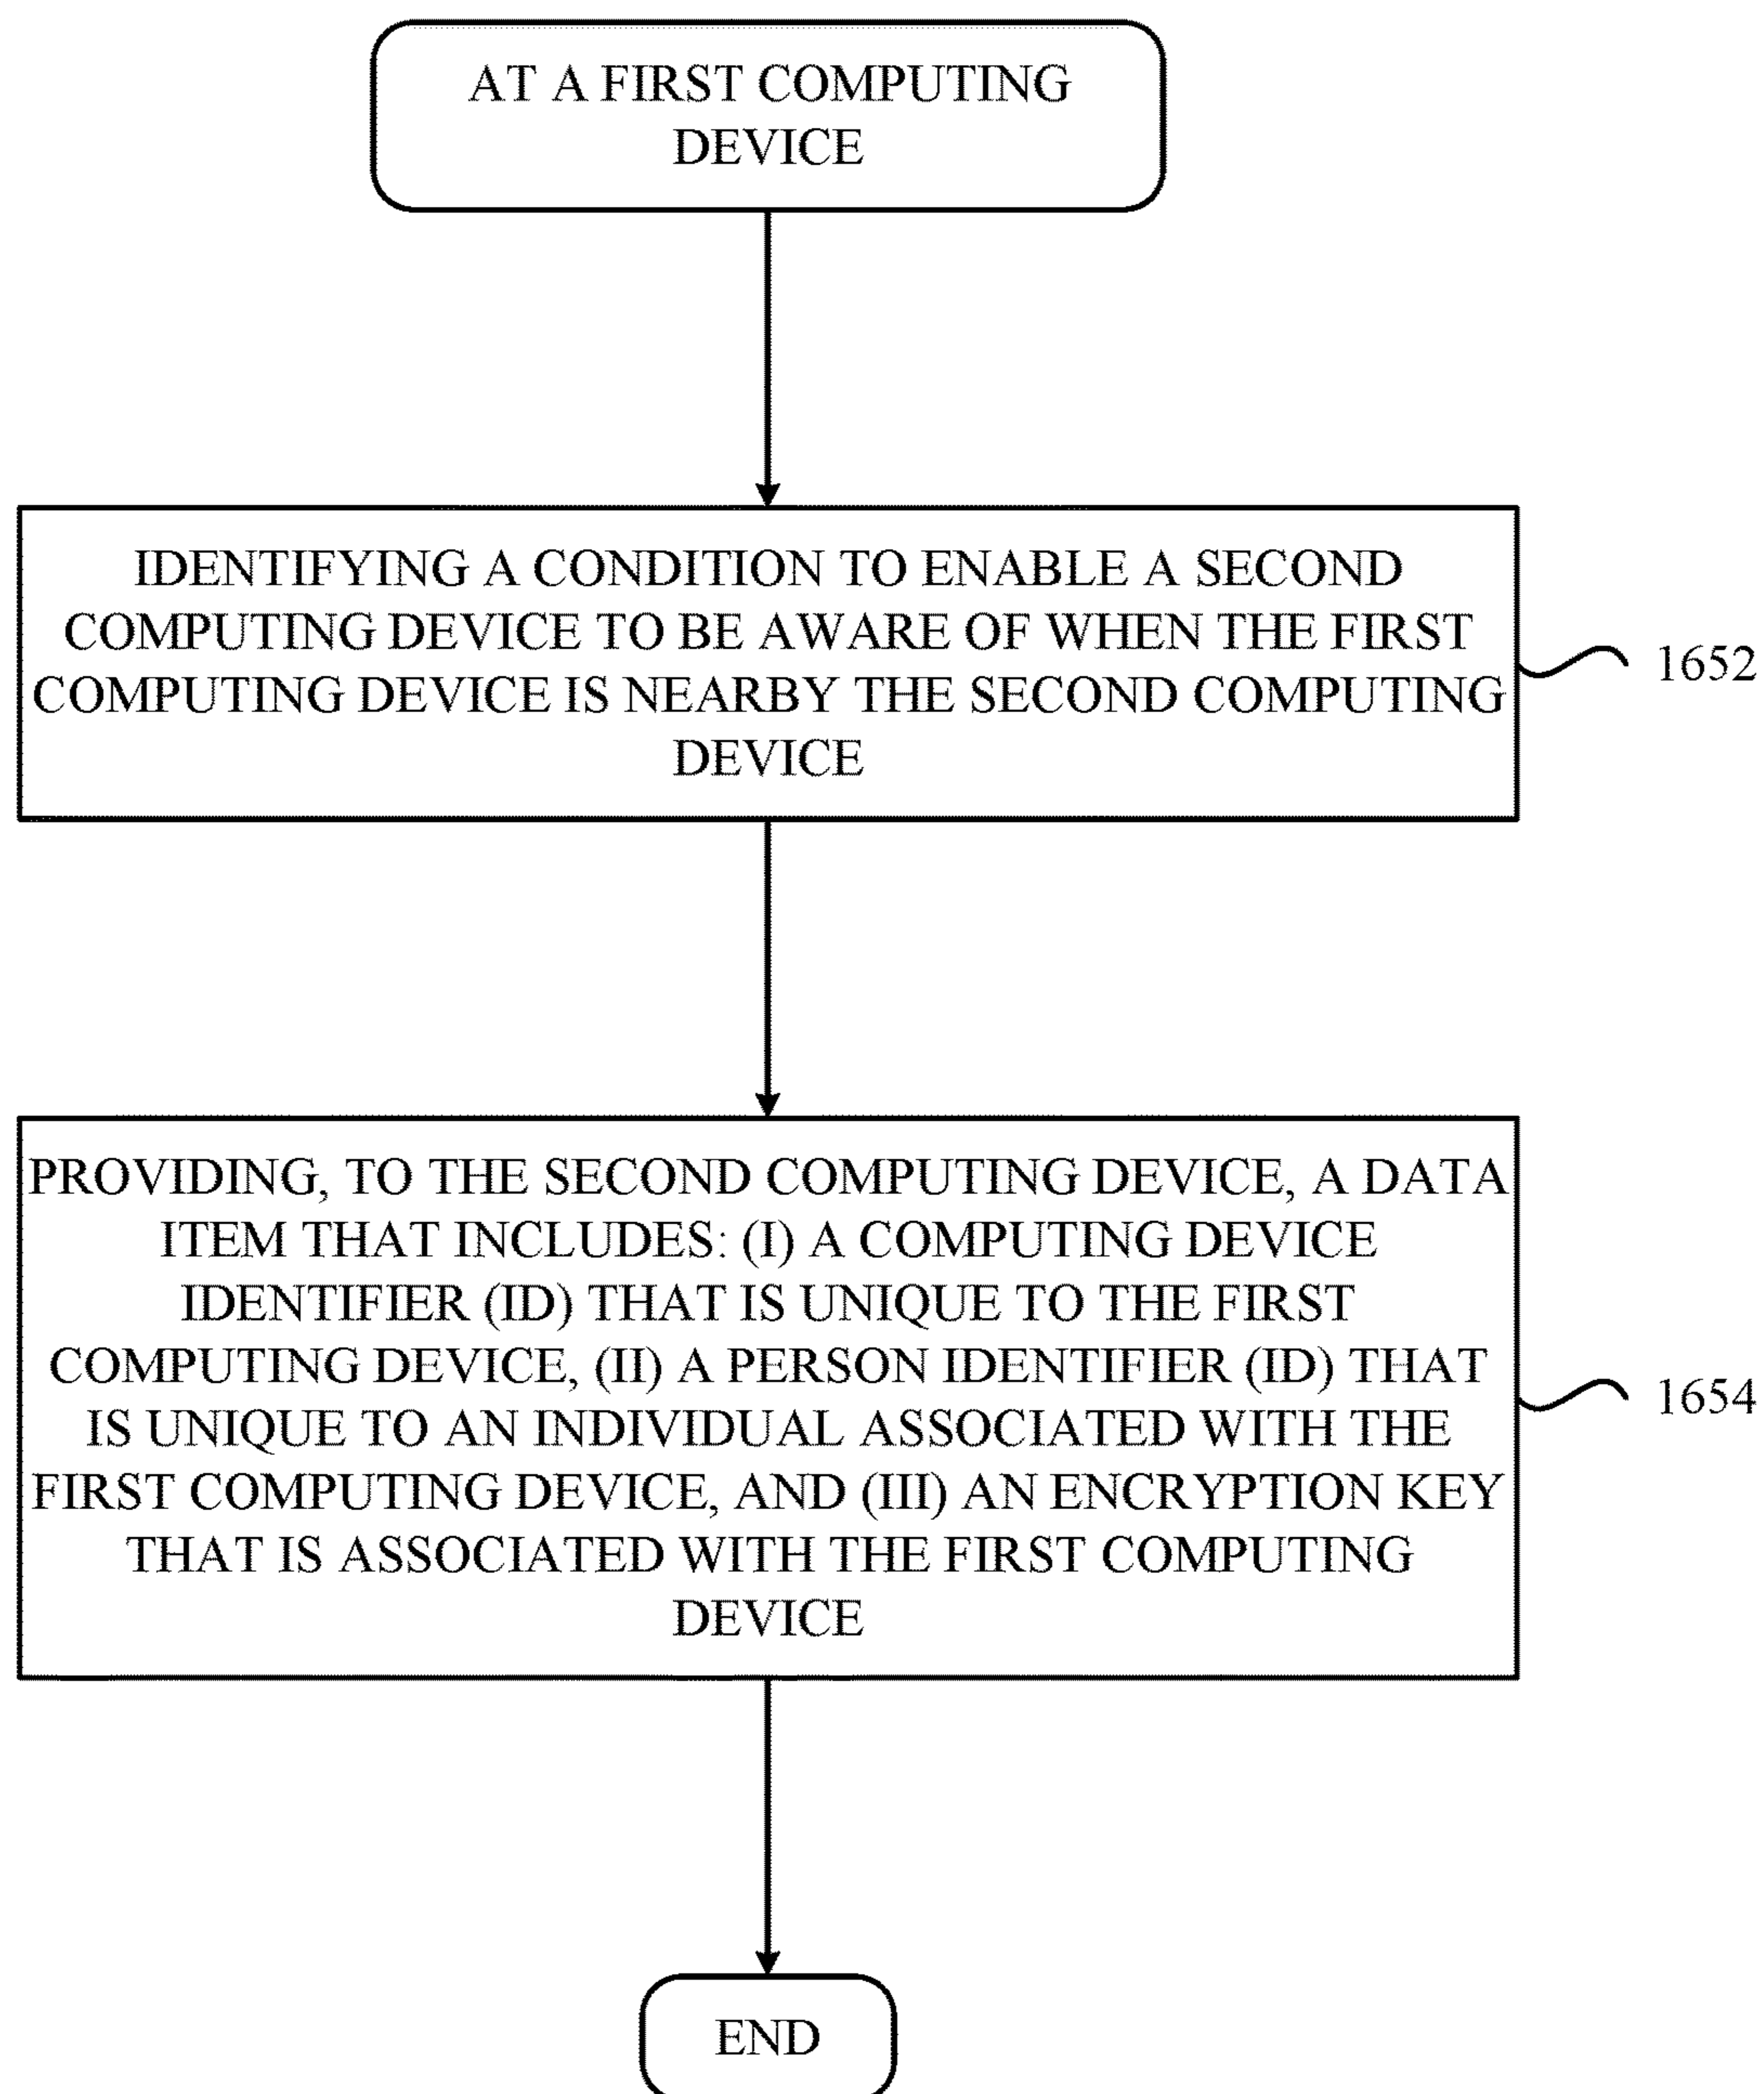 AT A FIRST COMPUTING
DEVICE
IDENTIFYING A CONDITION TO ENABLE A SECOND
COMPUTING DEVICE TO BE AWARE OF WHEN THE FIRST
COMPUTING DEVICE IS NEARBY THE SECOND COMPUTING
DEVICE
1652
PROVIDING, TO THE SECOND COMPUTING DEVICE, A DATA
ITEM THAT INCLUDES: (I) A COMPUTING DEVICE
IDENTIFIER (ID) THAT IS UNIQUE TO THE FIRST
COMPUTING DEVICE, (II) A PERSON IDENTIFIER (ID) THAT
IS UNIQUE TO AN INDIVIDUAL ASSOCIATED WITH THE
FIRST COMPUTING DEVICE, AND (III) AN ENCRYPTION KEY
THAT IS ASSOCIATED WITH THE FIRST COMPUTING
DEVICE
1654
END